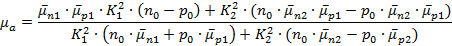 μ_a = (μ̄_n1 · μ̄_p1 · K_1^2 · (n_0 − p_0) + K_2^2 · (n_0 · μ̄_n2 · μ̄_p1 − p_0 · μ̄_n2 · μ̄_p1)) / (K_1^2 · (n_0 · μ̄_n1 + p_0 · μ̄_p1) + K_2^2 · (n_0 · μ̄_n2 − p_0 · μ̄_p2))